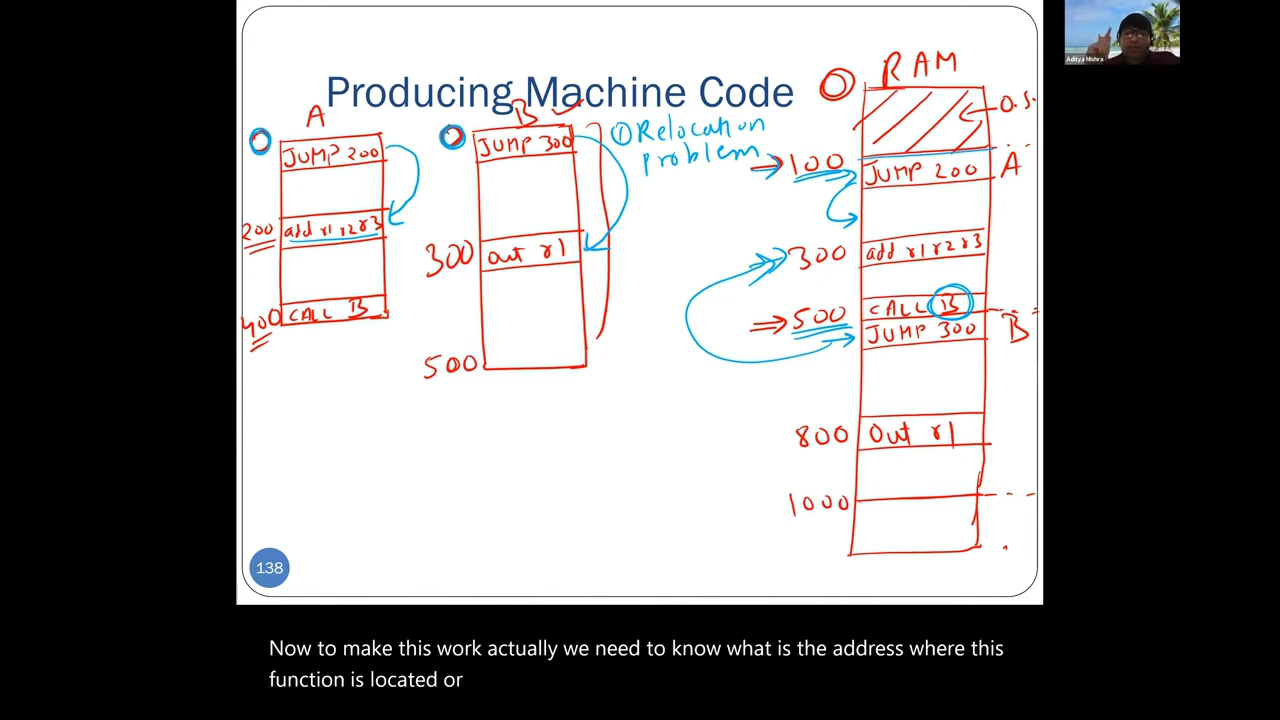 Aditya Mishra
Producing Machine Code
A
0
JUMP 200
200
add r1 r2 r3
400
CALL B
B
0
JUMP 300
300
Out r1
500
① Relocation
problem
RAM
0
O.S.
100
JUMP 200
A
300
add r1 r2 r3
CALL B
500
JUMP 300
B
800
Out r1
1000
138
Now to make this work actually we need to know what is the address where this
function is located or